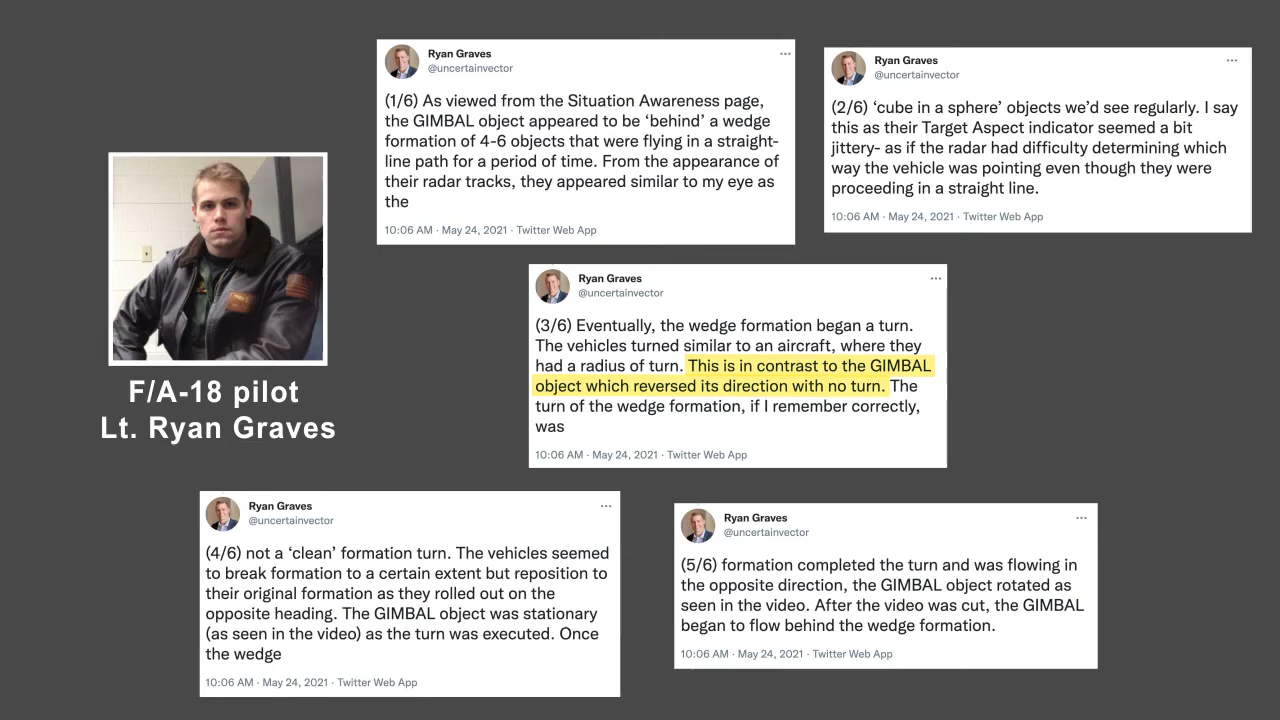 Ryan Graves
@uncertainvector
(1/6) As viewed from the Situation Awareness page,
the GIMBAL object appeared to be ‘behind’ a wedge
formation of 4-6 objects that were flying in a straight-
line path for a period of time. From the appearance of
their radar tracks, they appeared similar to my eye as
the
10:06 AM · May 24, 2021 · Twitter Web App
Ryan Graves
@uncertainvector
(2/6) ‘cube in a sphere’ objects we’d see regularly. I say
this as their Target Aspect indicator seemed a bit
jittery- as if the radar had difficulty determining which
way the vehicle was pointing even though they were
proceeding in a straight line.
10:06 AM · May 24, 2021 · Twitter Web App
F/A-18 pilot
Lt. Ryan Graves
Ryan Graves
@uncertainvector
(3/6) Eventually, the wedge formation began a turn.
The vehicles turned similar to an aircraft, where they
had a radius of turn. This is in contrast to the GIMBAL
object which reversed its direction with no turn. The
turn of the wedge formation, if I remember correctly,
was
10:06 AM · May 24, 2021 · Twitter Web App
Ryan Graves
@uncertainvector
(4/6) not a ‘clean’ formation turn. The vehicles seemed
to break formation to a certain extent but reposition to
their original formation as they rolled out on the
opposite heading. The GIMBAL object was stationary
(as seen in the video) as the turn was executed. Once
the wedge
10:06 AM · May 24, 2021 · Twitter Web App
Ryan Graves
@uncertainvector
(5/6) formation completed the turn and was flowing in
the opposite direction, the GIMBAL object rotated as
seen in the video. After the video was cut, the GIMBAL
began to flow behind the wedge formation.
10:06 AM · May 24, 2021 · Twitter Web App